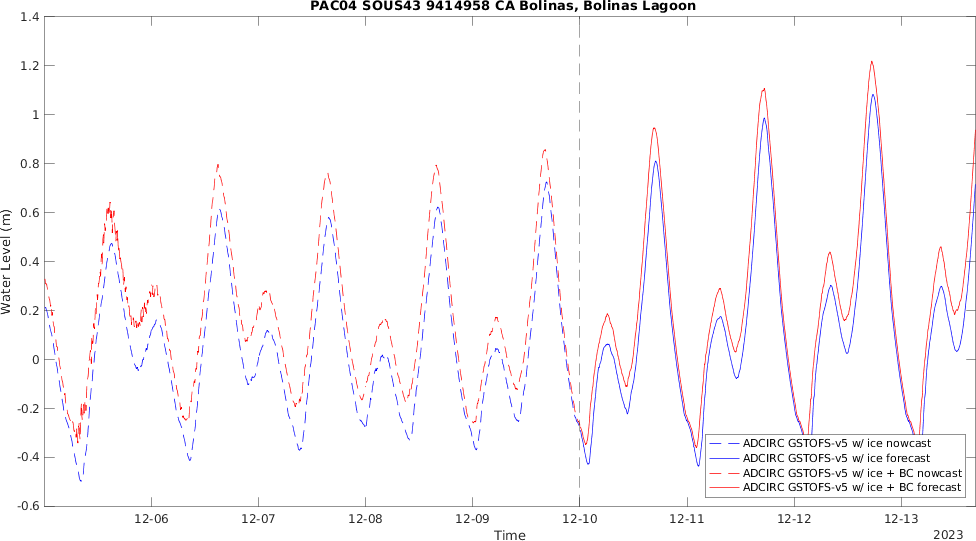 PAC04 SOUS43 9414958 CA Bolinas, Bolinas Lagoon
1.4
1.2
1
0.8
0.6
0.4
0.2
0
-0.2
-0.4
-0.6
Water Level (m)
ADCIRC GSTOFS-v5 w/ ice nowcast
ADCIRC GSTOFS-v5 w/ ice forecast
ADCIRC GSTOFS-v5 w/ ice + BC nowcast
ADCIRC GSTOFS-v5 w/ ice + BC forecast
12-06 12-07 12-08 12-09 12-10 12-11 12-12 12-13
Time
2023